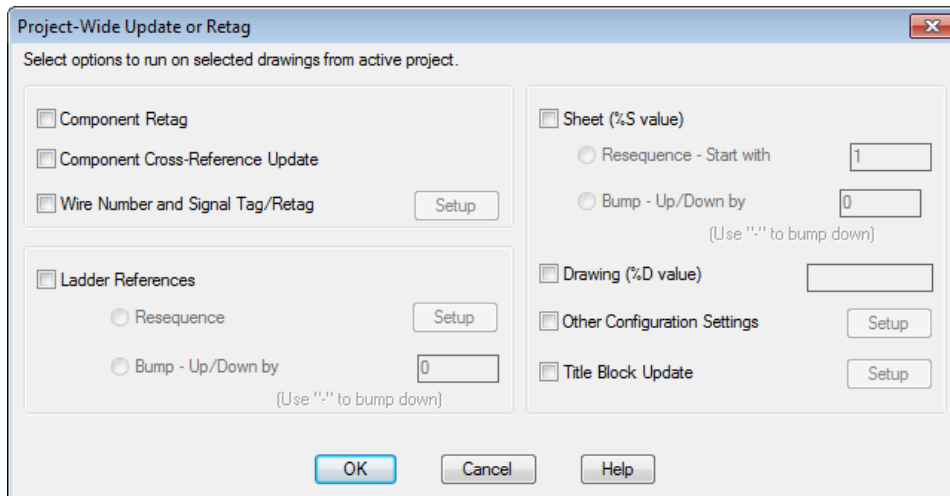 Project-Wide Update or Retag
Select options to run on selected drawings from active project.
Component Retag
Component Cross-Reference Update
Wire Number and Signal Tag/Retag
Setup
Ladder References
Resequence
Setup
Bump - Up/Down by
0
(Use "-" to bump down)
Sheet (%S value)
Resequence - Start with
1
Bump - Up/Down by
0
(Use "-" to bump down)
Drawing (%D value)
Other Configuration Settings
Setup
Title Block Update
Setup
OK
Cancel
Help